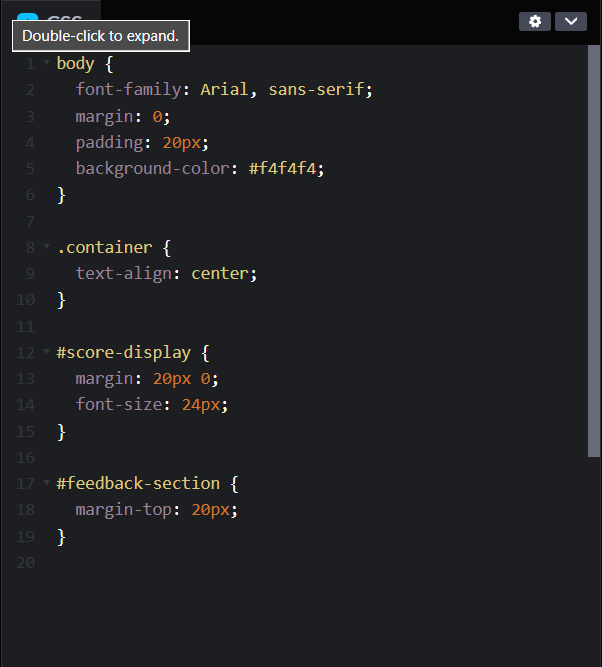 CSS
Double-click to expand.
1 body {
2 font-family: Arial, sans-serif;
3 margin: 0;
4 padding: 20px;
5 background-color: #f4f4f4;
6 }
7
8 .container {
9 text-align: center;
10 }
11
12 #score-display {
13 margin: 20px 0;
14 font-size: 24px;
15 }
16
17 #feedback-section {
18 margin-top: 20px;
19 }
20